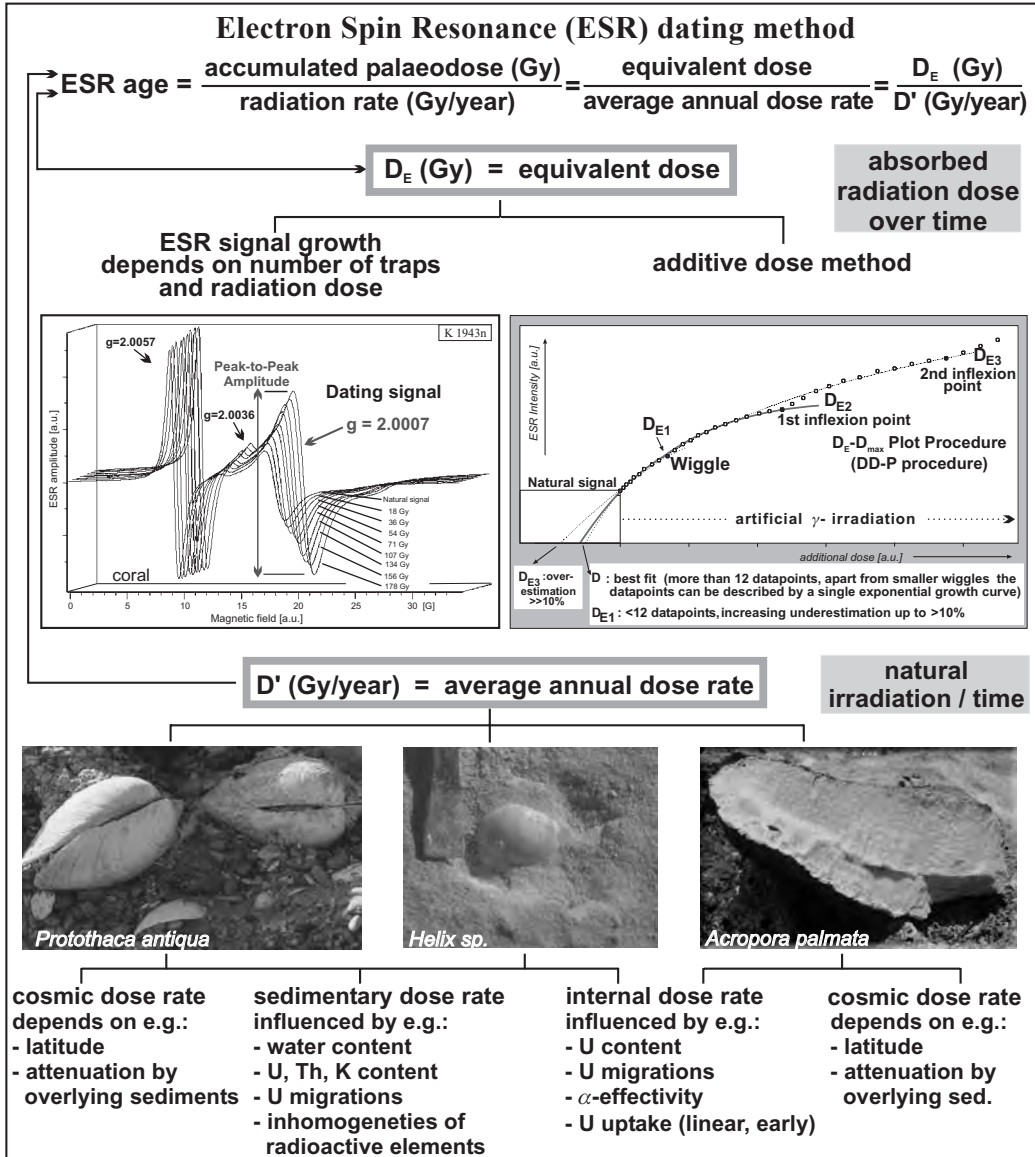 Electron Spin Resonance (ESR) dating method
ESR age = accumulated palaeodose (Gy) / radiation rate (Gy/year) = equivalent dose / average annual dose rate = D_E (Gy) / D' (Gy/year)
D_E (Gy) = equivalent dose
absorbed
radiation dose
over time
ESR signal growth
depends on number of traps
and radiation dose
additive dose method
K 1943n
g=2.0057
Peak-to-Peak
Amplitude
Dating signal
g=2.0036
g = 2.0007
ESR amplitude [a.u.]
Natural signal
18 Gy
36 Gy
54 Gy
71 Gy
107 Gy
134 Gy
156 Gy
178 Gy
coral
0 5 10 15 20 25 30 [G]
Magnetic field [a.u.]
ESR Intensity [a.u.]
D_E3
2nd inflexion
point
D_E2
1st inflexion point
D_E1
Wiggle
D_E-D_max Plot Procedure
(DD-P procedure)
Natural signal
artificial γ- irradiation
additional dose [a.u.]
D_E3 :over-
estimation
>>10%
D : best fit (more than 12 datapoints, apart from smaller wiggles the
datapoints can be described by a single exponential growth curve)
D_E1 : <12 datapoints, increasing underestimation up to >10%
D' (Gy/year) = average annual dose rate
natural
irradiation / time
Protothaca antiqua
Helix sp.
Acropora palmata
cosmic dose rate
depends on e.g.:
- latitude
- attenuation by
overlying sediments
sedimentary dose rate
influenced by e.g.:
- water content
- U, Th, K content
- U migrations
- inhomogeneties of
radioactive elements
internal dose rate
influenced by e.g.:
- U content
- U migrations
- α-effectivity
- U uptake (linear, early)
cosmic dose rate
depends on e.g.:
- latitude
- attenuation by
overlying sed.